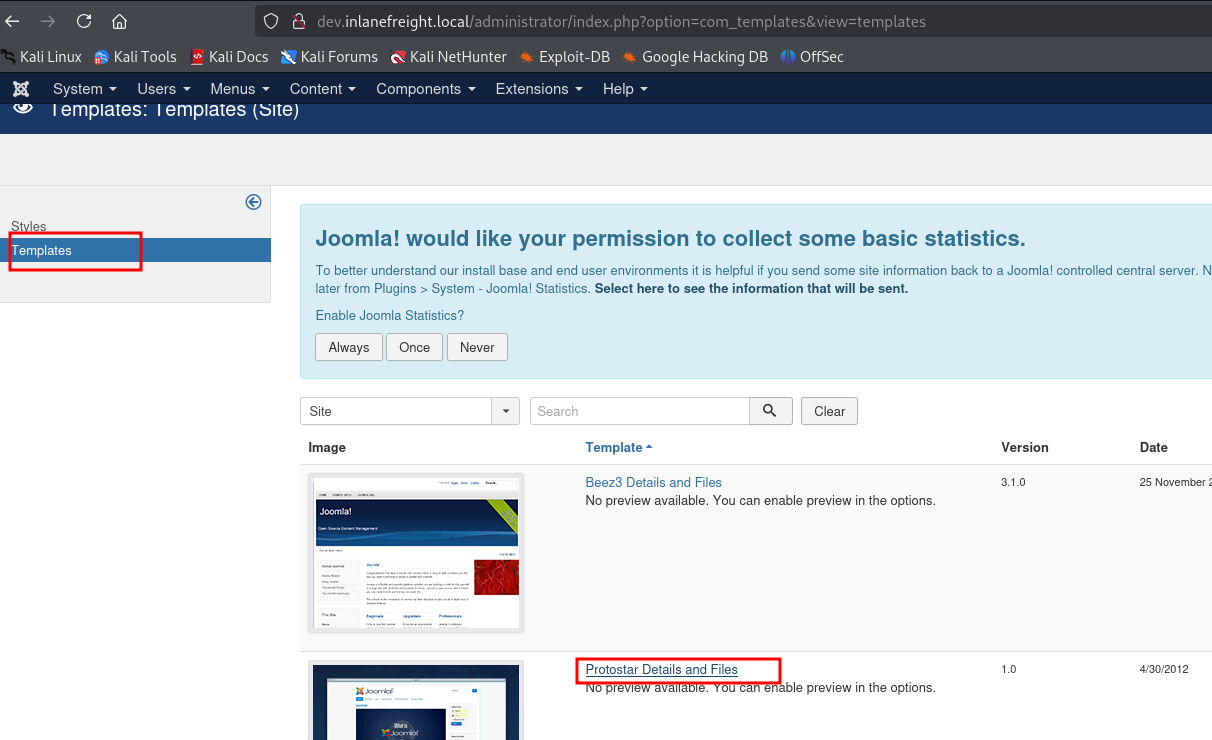 dev.inlanefreight.local/administrator/index.php?option=com_templates&view=templates
Kali Linux Kali Tools Kali Docs Kali Forums Kali NetHunter Exploit-DB Google Hacking DB OffSec
System Users Menus Content Components Extensions Help
Templates: Templates (Site)
Styles
Templates
Joomla! would like your permission to collect some basic statistics.
To better understand our install base and end user environments it is helpful if you send some site information back to a Joomla! controlled central server. N
later from Plugins > System - Joomla! Statistics. Select here to see the information that will be sent.
Enable Joomla Statistics?
Always Once Never
Site Search Clear
Image Template Version Date
Beez3 Details and Files 3.1.0 25 November 2
No preview available. You can enable preview in the options.
Joomla!
Protostar Details and Files 1.0 4/30/2012
No preview available. You can enable preview in the options.
Joomla!
What is
Joomla!